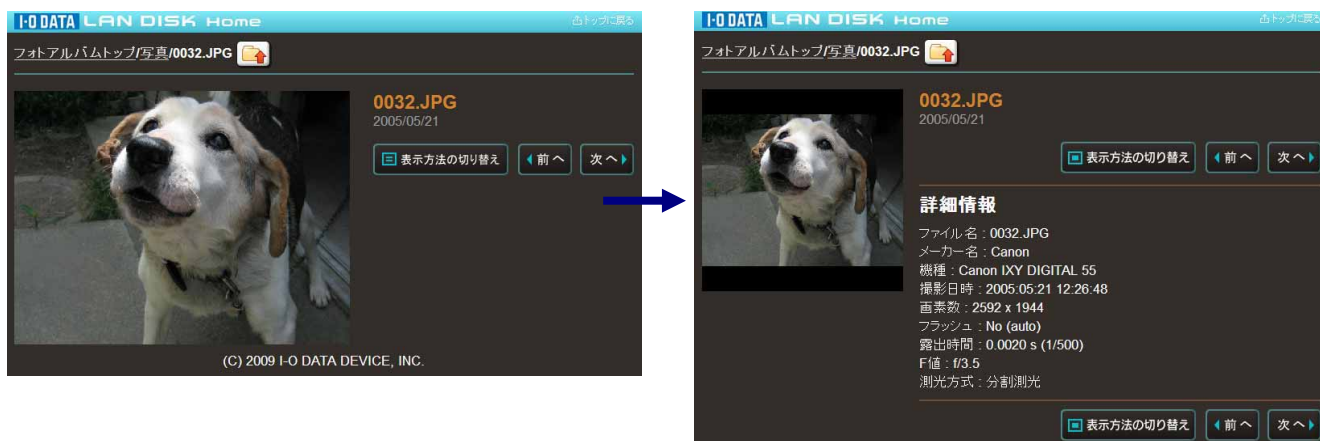 I-O DATA LAN DISK Home
トップに戻る
フォトアルバムトップ/写真/0032.JPG
0032.JPG
2005/05/21
表示方法の切り替え
前へ
次へ
(C) 2009 I-O DATA DEVICE, INC.
I-O DATA LAN DISK Home
トップに戻る
フォトアルバムトップ/写真/0032.JPG
0032.JPG
2005/05/21
表示方法の切り替え
前へ
次へ
詳細情報
ファイル名 : 0032.JPG
メーカー名 : Canon
機種 : Canon IXY DIGITAL 55
撮影日時 : 2005:05:21 12:26:48
画素数 : 2592 x 1944
フラッシュ : No (auto)
露出時間 : 0.0020 s (1/500)
F値 : f/3.5
測光方式 : 分割測光
表示方法の切り替え
前へ
次へ